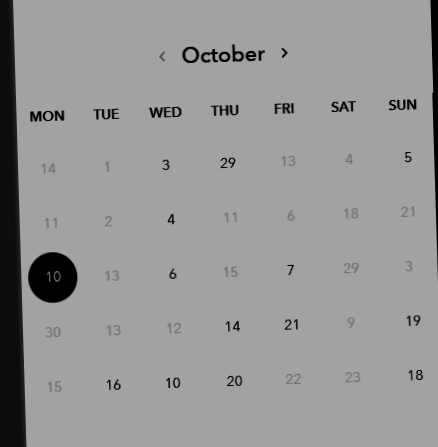 ‹ October ›
MON TUE WED THU FRI SAT SUN
14 1 3 29 13 4 5
11 2 4 11 6 18 21
10 13 6 15 7 29 3
30 13 12 14 21 9 19
15 16 10 20 22 23 18